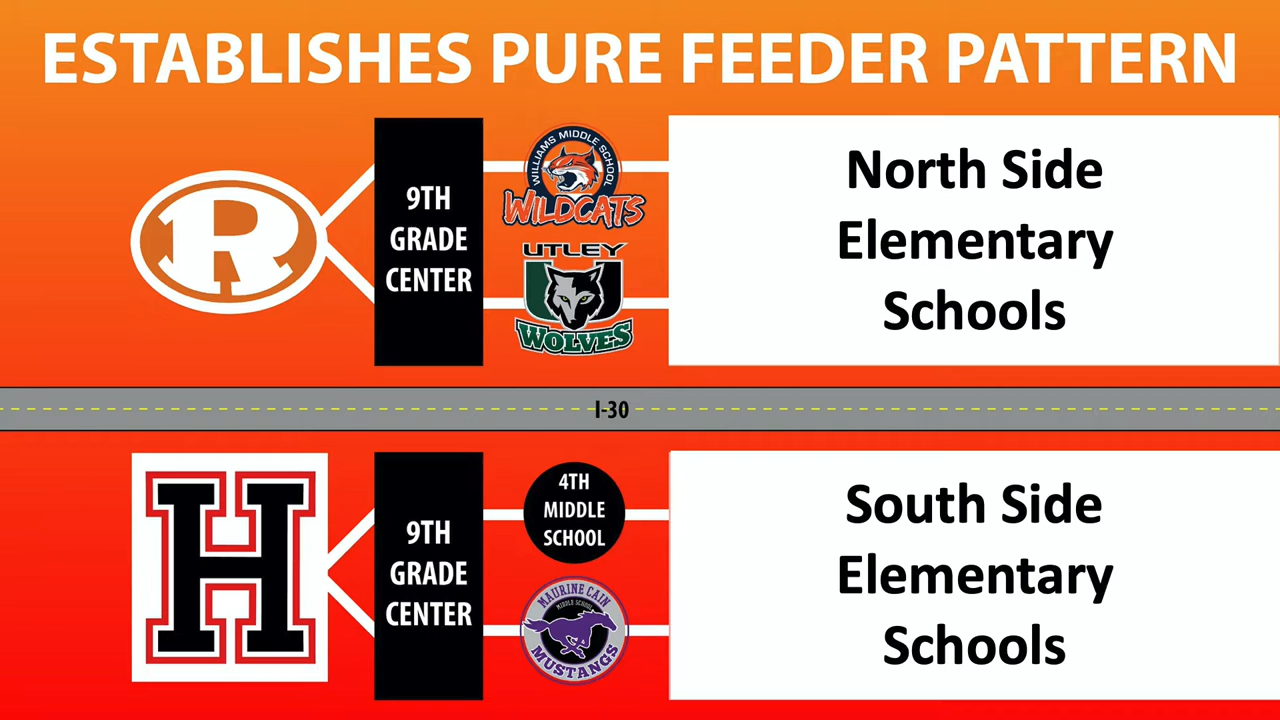 ESTABLISHES PURE FEEDER PATTERN
R
9TH
GRADE
CENTER
WILLIAMS MIDDLE SCHOOL
WILDCATS
UTLEY
U
WOLVES
North Side
Elementary
Schools
I-30
H
9TH
GRADE
CENTER
4TH
MIDDLE
SCHOOL
MAURINE CAIN
MIDDLE SCHOOL
MUSTANGS
South Side
Elementary
Schools